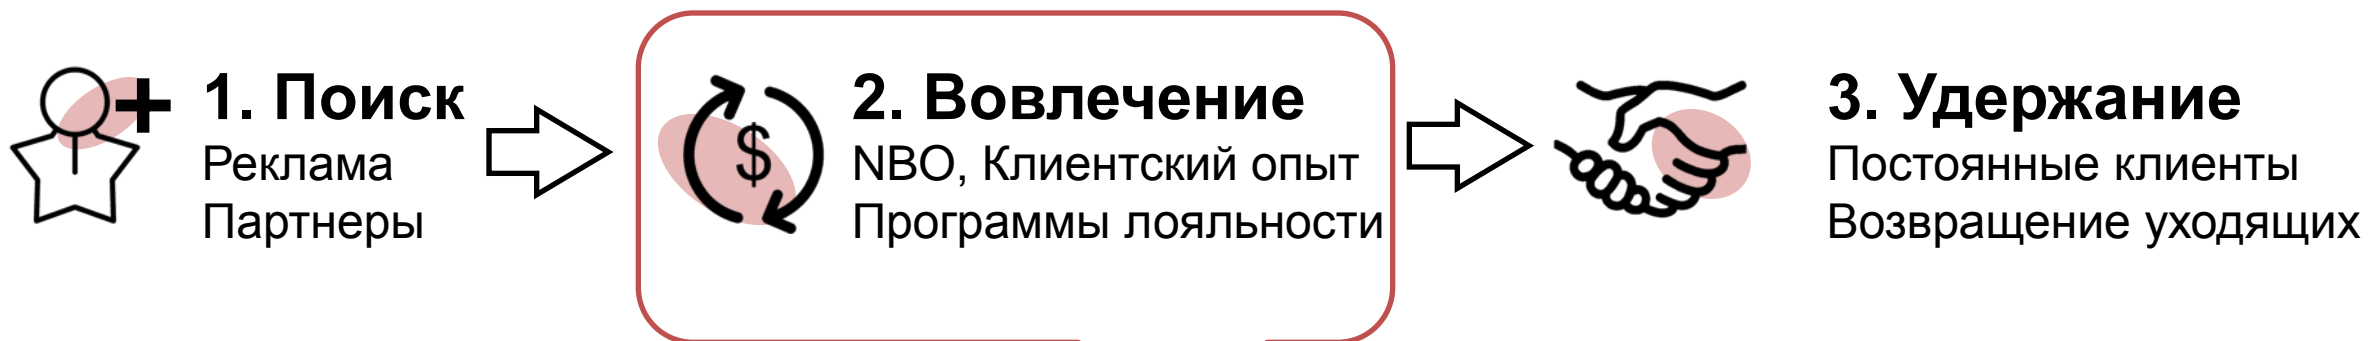 1. Поиск
Реклама
Партнеры
$
2. Вовлечение
NBO, Клиентский опыт
Программы лояльности
3. Удержание
Постоянные клиенты
Возвращение уходящих